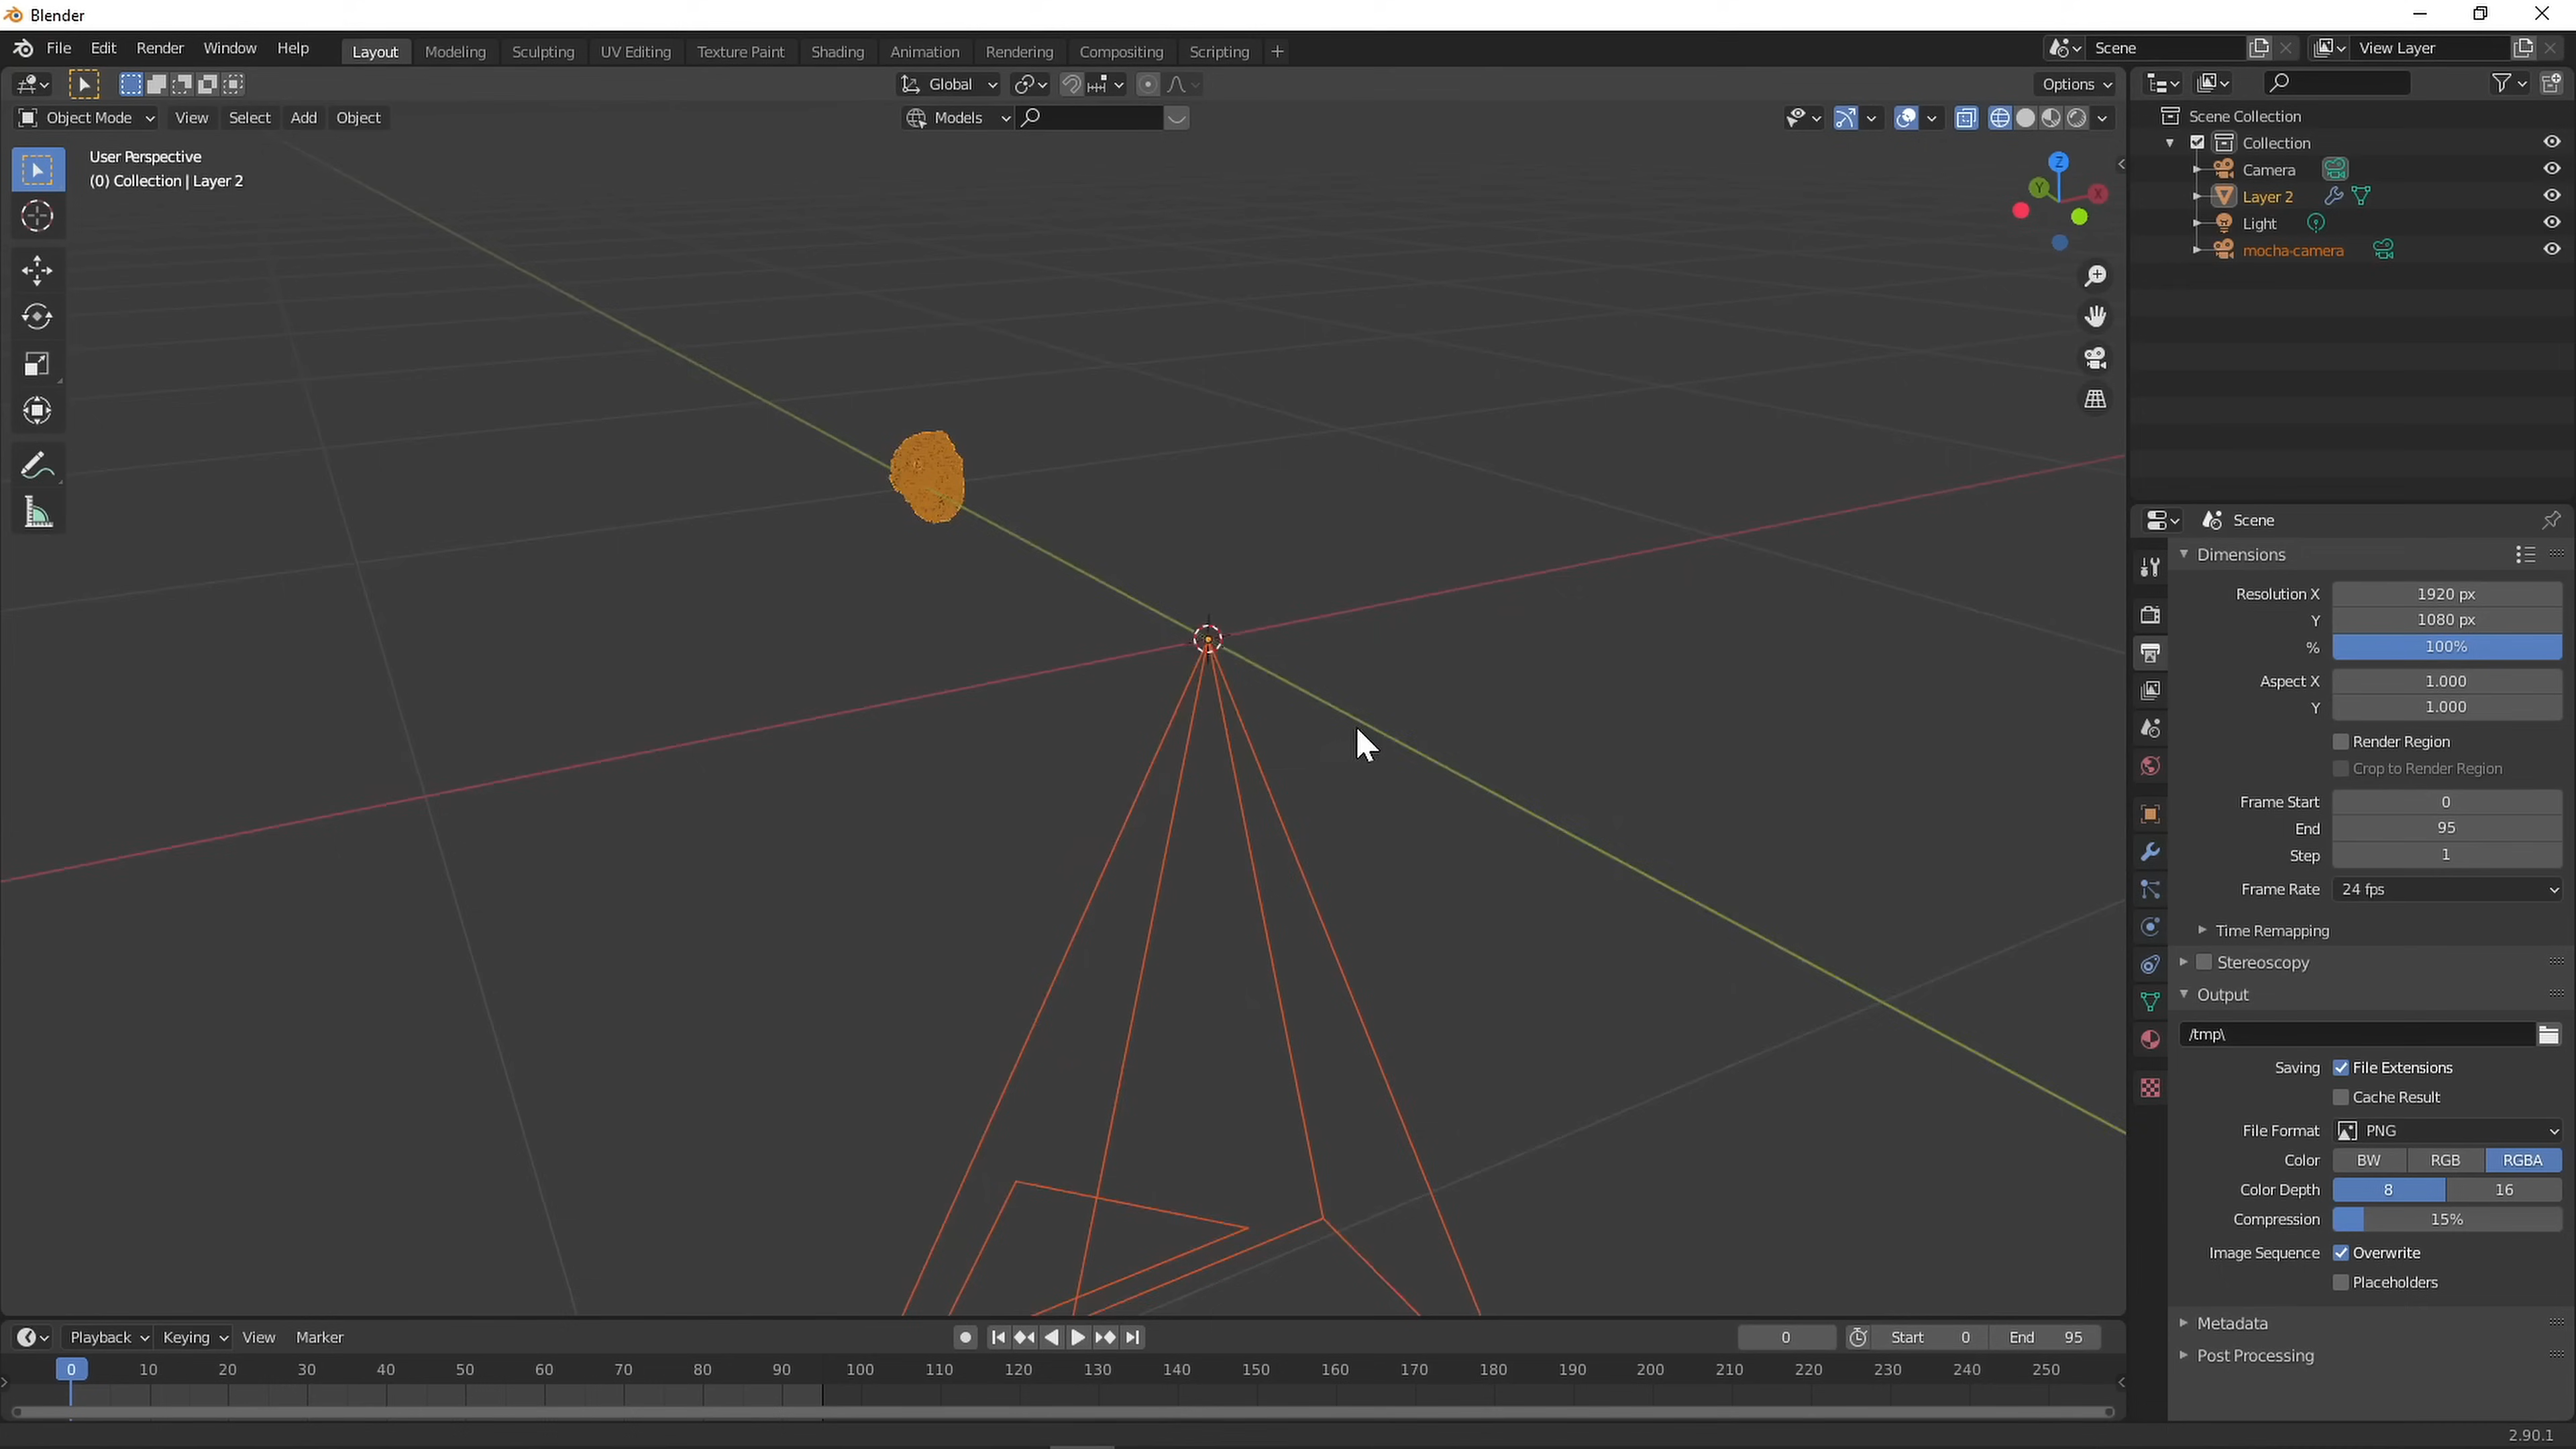 Blender
File Edit Render Window Help Layout Modeling Sculpting UV Editing Texture Paint Shading Animation Rendering Compositing Scripting + Scene View Layer
Global Options
Object Mode View Select Add Object Models
User Perspective
(0) Collection | Layer 2
Z
Y X
Scene Collection
Collection
Camera
Layer 2
Light
mocha-camera
Scene
Dimensions
Resolution X 1920 px
Y 1080 px
% 100%
Aspect X 1.000
Y 1.000
Render Region
Crop to Render Region
Frame Start 0
End 95
Step 1
Frame Rate 24 fps
Time Remapping
Stereoscopy
Output
/tmp\
Saving File Extensions
Cache Result
File Format PNG
Color BW RGB RGBA
Color Depth 8 16
Compression 15%
Image Sequence Overwrite
Placeholders
Metadata
Post Processing
Playback Keying View Marker 0 Start 0 End 95
0 10 20 30 40 50 60 70 80 90 100 110 120 130 140 150 160 170 180 190 200 210 220 230 240 250
2.90.1